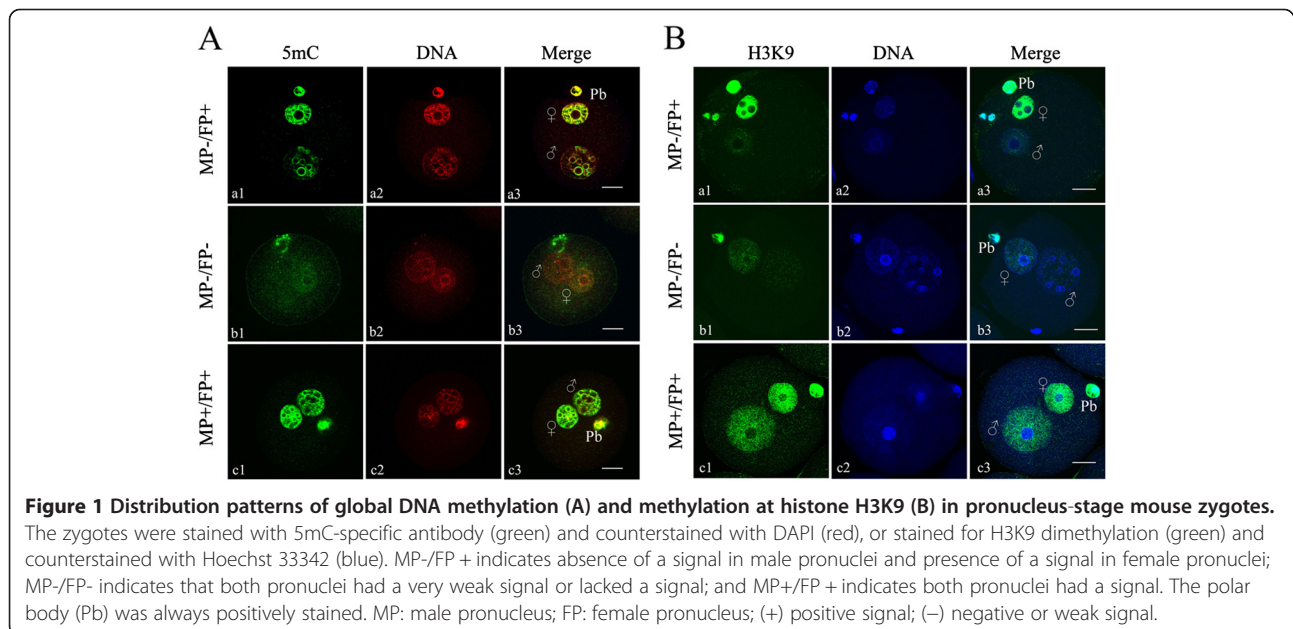 A
B
5mC DNA Merge
H3K9 DNA Merge
MP-/FP+
Pb
♀
♂
a1 a2 a3
MP-/FP+
Pb
♀
♂
a1 a2 a3
MP-/FP-
♂
♀
b1 b2 b3
MP-/FP-
Pb
♀
♂
b1 b2 b3
MP+/FP+
♂
♀
Pb
c1 c2 c3
MP+/FP+
♀
Pb
♂
c1 c2 c3
Figure 1 Distribution patterns of global DNA methylation (A) and methylation at histone H3K9 (B) in pronucleus-stage mouse zygotes.
The zygotes were stained with 5mC-specific antibody (green) and counterstained with DAPI (red), or stained for H3K9 dimethylation (green) and
counterstained with Hoechst 33342 (blue). MP-/FP + indicates absence of a signal in male pronuclei and presence of a signal in female pronuclei;
MP-/FP- indicates that both pronuclei had a very weak signal or lacked a signal; and MP+/FP + indicates both pronuclei had a signal. The polar
body (Pb) was always positively stained. MP: male pronucleus; FP: female pronucleus; (+) positive signal; (−) negative or weak signal.